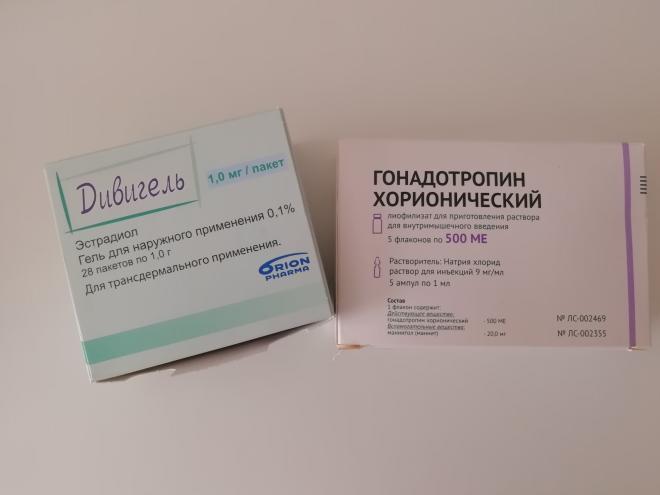 Дивигель
1,0 мг / пакет
Эстрадиол
Гель для наружного применения 0,1%
28 пакетов по 1,0 г
Для трансдермального применения.
ORION
PHARMA
ГОНАДОТРОПИН
ХОРИОНИЧЕСКИЙ
лиофилизат для приготовления раствора
для внутримышечного введения
5 флаконов по 500 МЕ
Растворитель: Натрия хлорид
раствор для инъекций 9 мг/мл
5 ампул по 1 мл
Состав
1 флакон содержит:
Действующее вещество:
гонадотропин хорионический - 500 МЕ
Вспомогательные вещества:
маннитол (маннит) - 20,0 мг
№ ЛС-002469
№ ЛС-002355